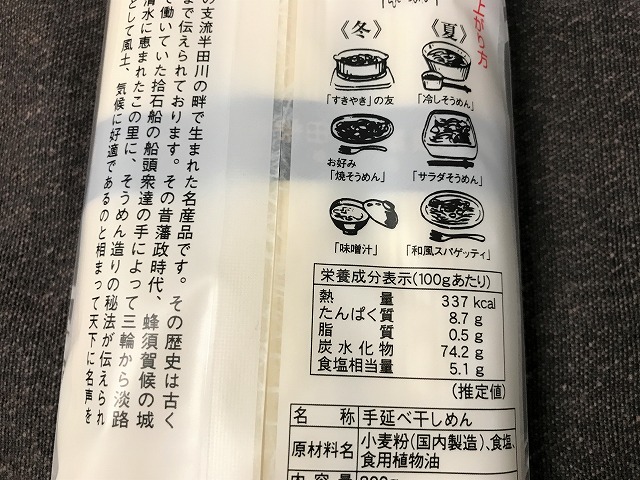 の支流半田川の畔で生まれた名産品です。その歴史は古く
まで伝えられております。その昔藩政時代、蜂須賀候の城
で働いていた拾石船の船頭衆達の手によって三輪から淡路
清水に恵まれたこの里に、そうめん造りの秘法が伝えられ
として風土、気候に好適であるのと相まって天下に名声を
上がり方
《冬》
《夏》
「すきやき」の友
「冷しそうめん」
お好み
「焼そうめん」
「サラダそうめん」
「味噌汁」
「和風スパゲッティ」
栄養成分表示(100gあたり)
熱量 337 kcal
たんぱく質 8.7 g
脂質 0.5 g
炭水化物 74.2 g
食塩相当量 5.1 g
(推定値)
名称 手延べ干しめん
原材料名 小麦粉(国内製造)、食塩、
食用植物油
内容量